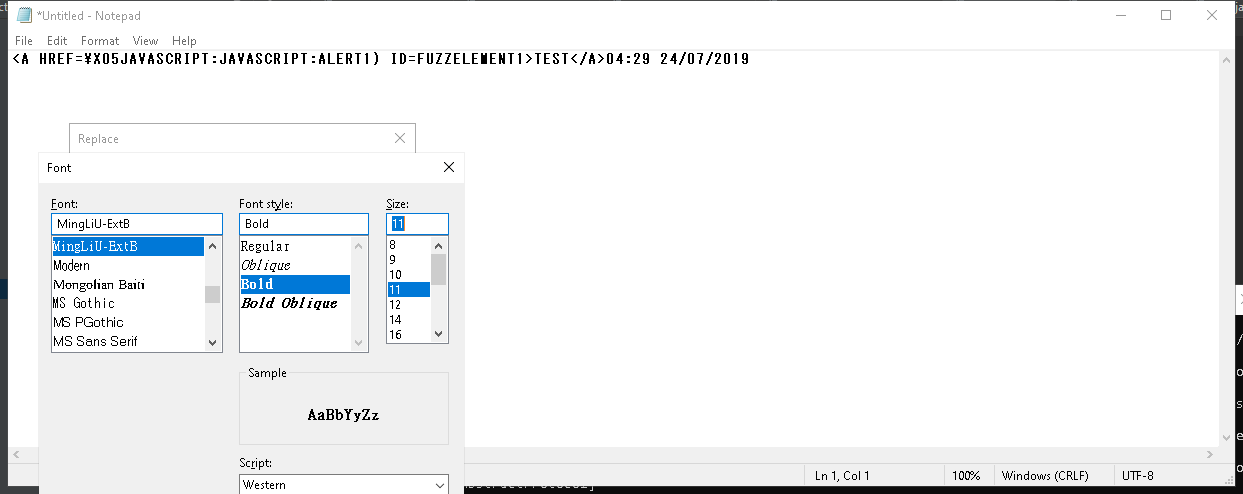 *Untitled - Notepad
File Edit Format View Help
<A HREF=¥X05JAVASCRIPT:JAVASCRIPT:ALERT1) ID=FUZZELEMENT1>TEST</A>04:29 24/07/2019
Replace
Font
Font: Font style: Size:
MingLiU-ExtB Bold 11
MingLiU-ExtB Regular 8
Modern Oblique 9
Mongolian Baiti Bold 10
MS Gothic Bold Oblique 11
MS PGothic 12
MS Sans Serif 14
16
Sample
AaBbYyZz
Script:
Western
Ln 1, Col 1 100% Windows (CRLF) UTF-8